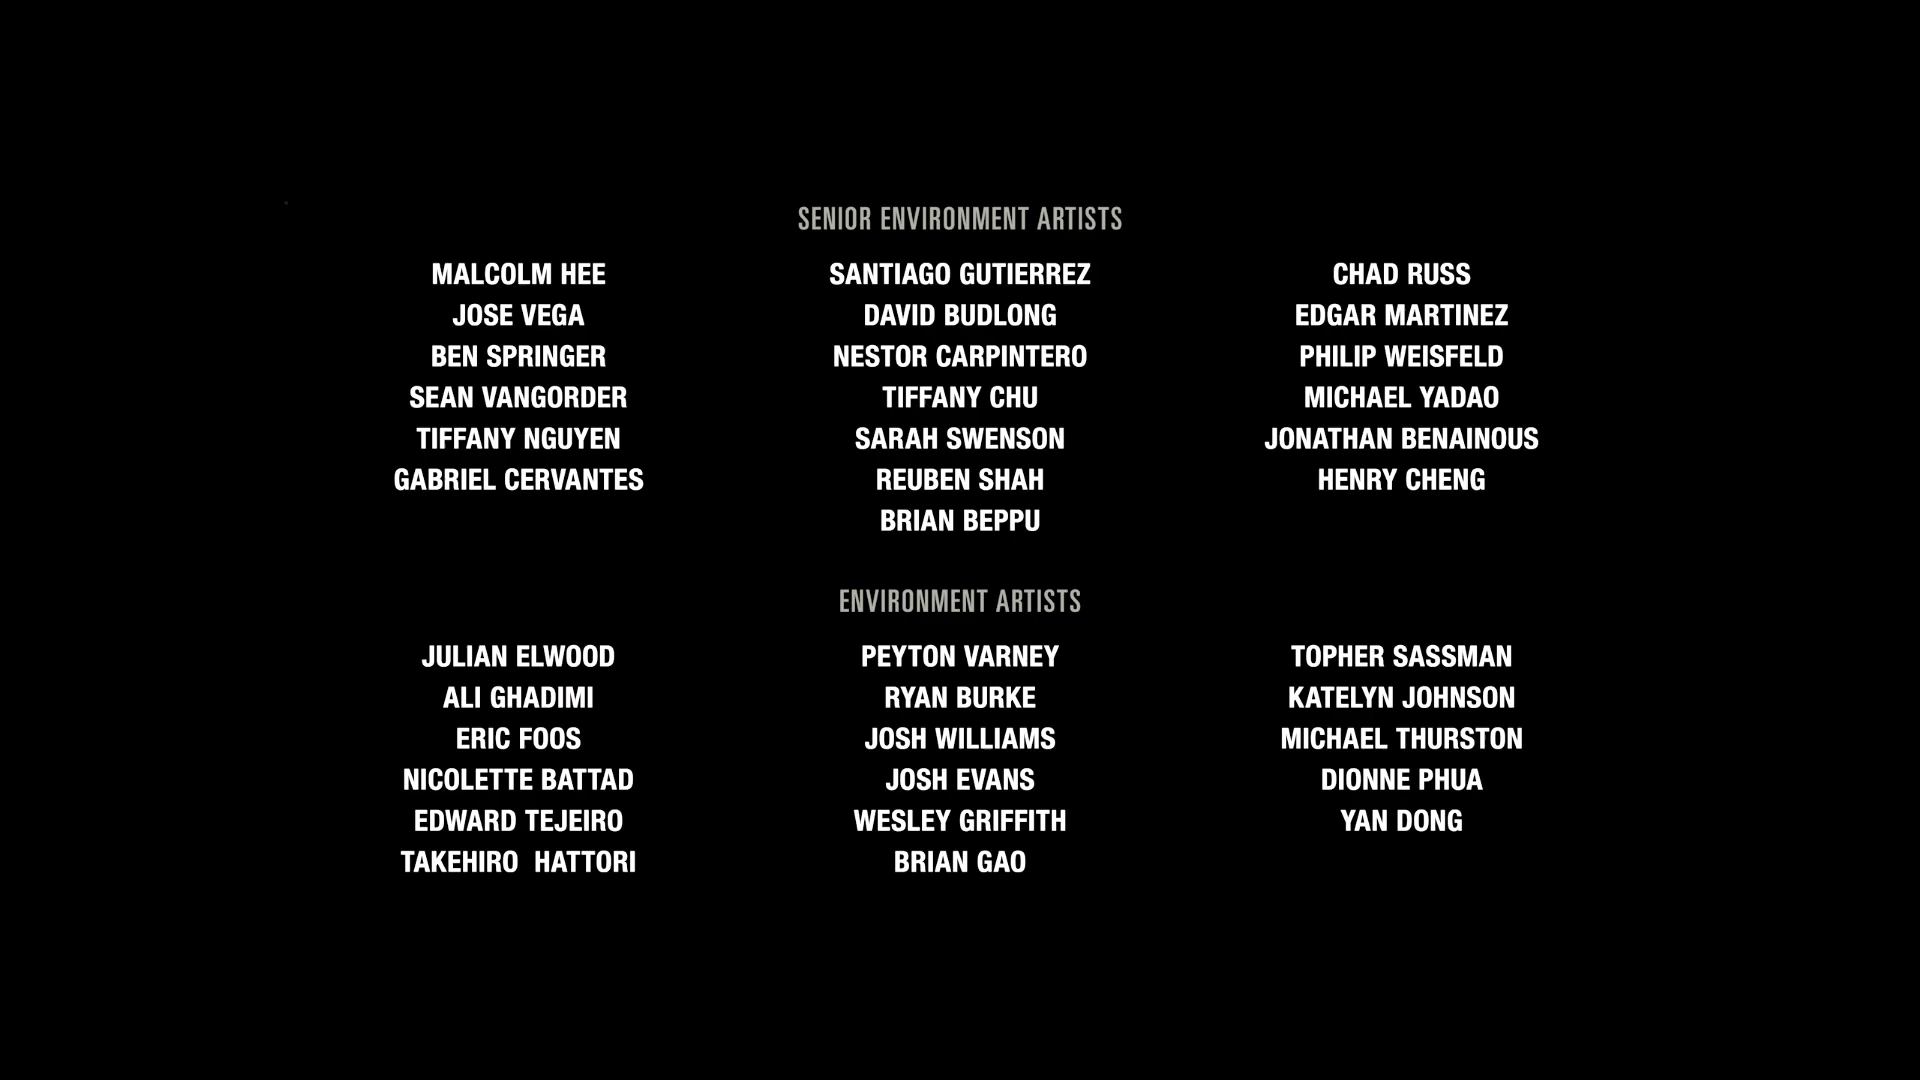 SENIOR ENVIRONMENT ARTISTS
MALCOLM HEE SANTIAGO GUTIERREZ CHAD RUSS
JOSE VEGA DAVID BUDLONG EDGAR MARTINEZ
BEN SPRINGER NESTOR CARPINTERO PHILIP WEISFELD
SEAN VANGORDER TIFFANY CHU MICHAEL YADAO
TIFFANY NGUYEN SARAH SWENSON JONATHAN BENAINOUS
GABRIEL CERVANTES REUBEN SHAH HENRY CHENG
BRIAN BEPPU
ENVIRONMENT ARTISTS
JULIAN ELWOOD PEYTON VARNEY TOPHER SASSMAN
ALI GHADIMI RYAN BURKE KATELYN JOHNSON
ERIC FOOS JOSH WILLIAMS MICHAEL THURSTON
NICOLETTE BATTAD JOSH EVANS DIONNE PHUA
EDWARD TEJEIRO WESLEY GRIFFITH YAN DONG
TAKEHIRO  HATTORI BRIAN GAO